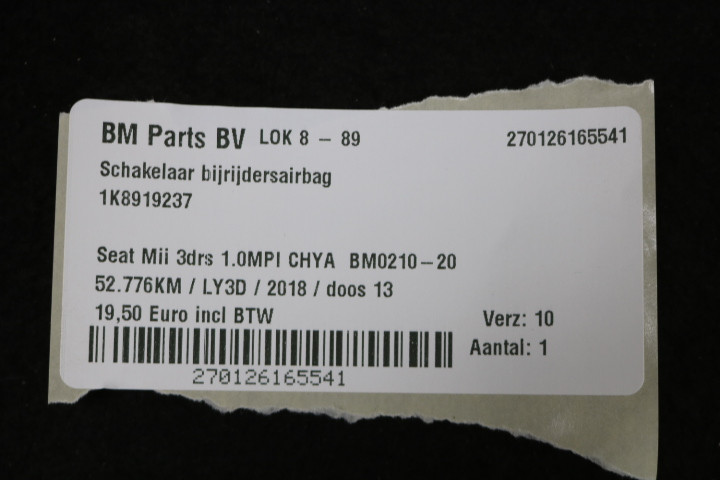 BM Parts BV LOK 8 - 89 270126165541
Schakelaar bijrijdersairbag
1K8919237
Seat Mii 3drs 1.0MPI CHYA BM0210-20
52.776KM / LY3D / 2018 / doos 13
19,50 Euro incl BTW Verz: 10
Aantal: 1
270126165541